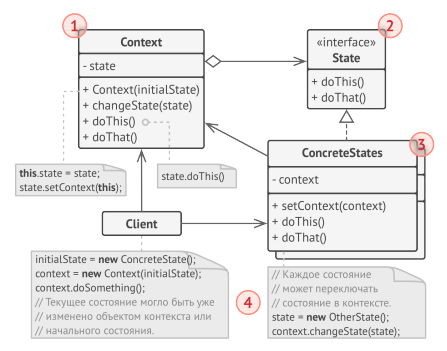 1
Context
- state
+ Context(initialState)
+ changeState(state)
+ doThis()
+ doThat()
this.state = state;
state.setContext(this);
state.doThis()
2
«interface»
State
+ doThis()
+ doThat()
3
ConcreteStates
- context
+ setContext(context)
+ doThis()
+ doThat()
Client
initialState = new ConcreteState();
context = new Context(initialState);
context.doSomething();
// Текущее состояние могло быть уже
// изменено объектом контекста или
// начального состояния.
4
// Каждое состояние
// может переключать
// состояние в контексте.
state = new OtherState();
context.changeState(state);